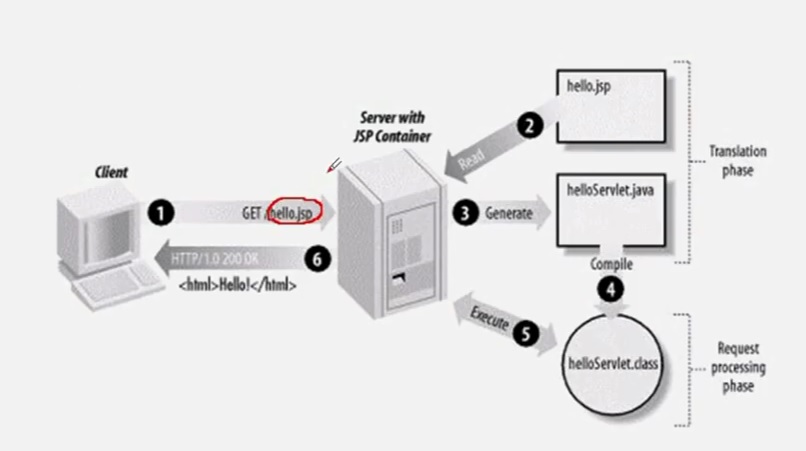 Client
Server with
JSP Container
1
GET /hello.jsp
HTTP/1.0 200 OK
6
<html>Hello!</html>
2
Read
hello.jsp
3
Generate
helloServlet.java
Compile
4
Execute
5
helloServlet.class
Translation
phase
Request
processing
phase